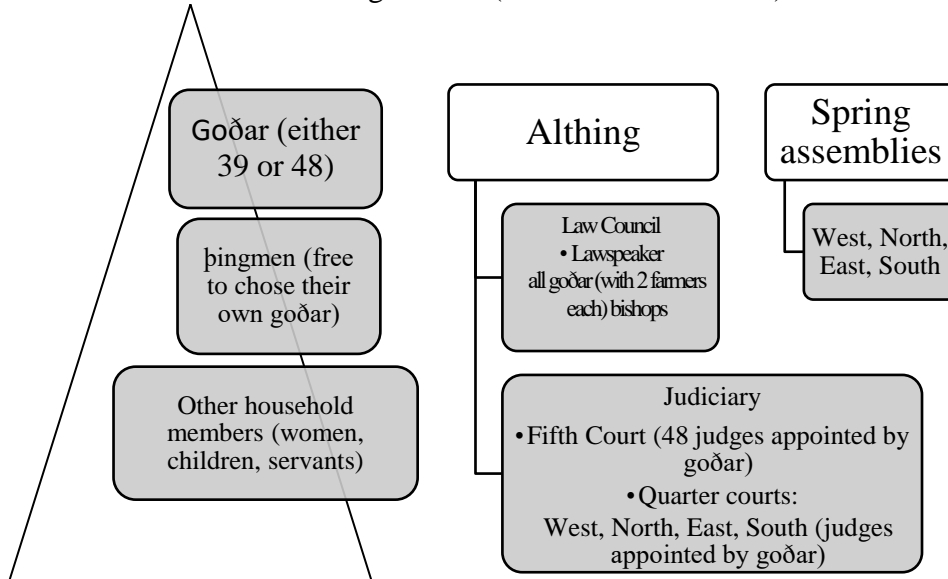 Goðar (either
39 or 48)
þingmen (free
to chose their
own goðar)
Other household
members (women,
children, servants)
Althing
Law Council
• Lawspeaker
all goðar (with 2 farmers
each) bishops
Judiciary
•Fifth Court (48 judges appointed by
goðar)
•Quarter courts:
West, North, East, South (judges
appointed by goðar)
Spring
assemblies
West, North,
East, South